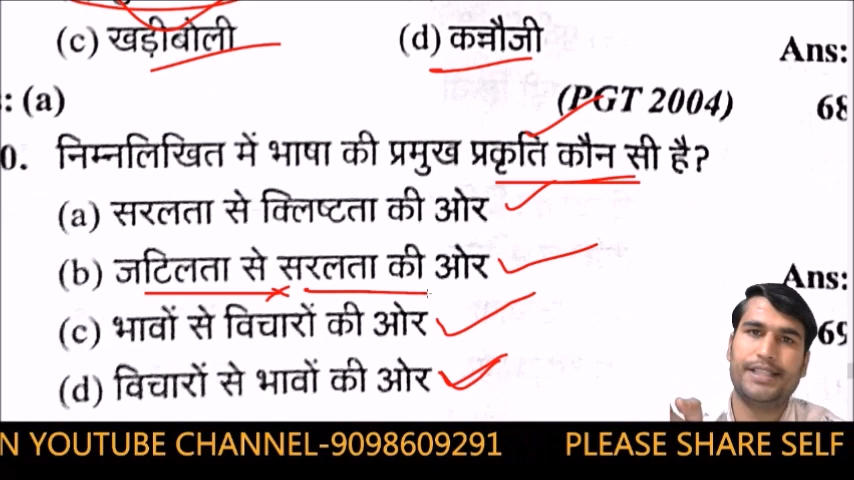 (c) खड़ीबोली (d) कन्नौजी
Ans:
: (a)
(PGT 2004)
68
0. निम्नलिखित में भाषा की प्रमुख प्रकृति कौन सी है?
(a) सरलता से क्लिष्टता की ओर
(b) जटिलता से सरलता की ओर
Ans:
(c) भावों से विचारों की ओर
69
(d) विचारों से भावों की ओर
N YOUTUBE CHANNEL-9098609291 PLEASE SHARE SELF